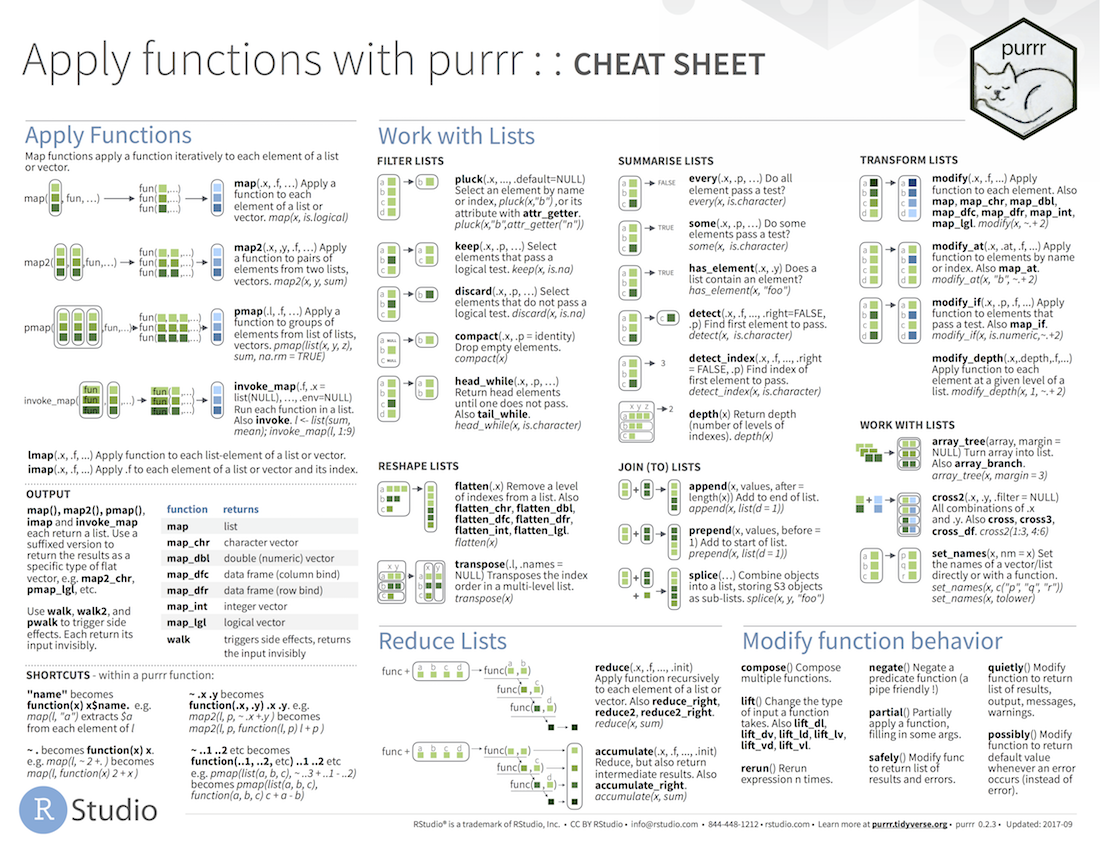 Apply functions with purrr : : CHEAT SHEET
purrr
Apply Functions
Map functions apply a function iteratively to each element of a list
or vector.
map( , fun, …)
fun( ,…)
fun( ,…)
fun( ,…)
map(.x, .f, …) Apply a
function to each
element of a list or
vector. map(x, is.logical)
map2( , ,fun,…)
fun( , ,…)
fun( , ,…)
fun( , ,…)
map2(.x, ,y, .f, …) Apply
a function to pairs of
elements from two lists,
vectors. map2(x, y, sum)
pmap( ,fun,…)
fun( ,…)
fun( ,…)
fun( ,…)
pmap(.l, .f, …) Apply a
function to groups of
elements from list of lists,
vectors. pmap(list(x, y, z),
sum, na.rm = TRUE)
invoke_map( , ,…)
fun
fun
fun
fun ( ,…)
fun ( ,…)
fun ( ,…)
invoke_map(.f, .x =
list(NULL), …, .env=NULL)
Run each function in a list.
Also invoke. l <- list(sum,
mean); invoke_map(l, 1:9)
lmap(.x, .f, ...) Apply function to each list-element of a list or vector.
imap(.x, .f, ...) Apply .f to each element of a list or vector and its index.
OUTPUT
map(), map2(), pmap(),
imap and invoke_map
each return a list. Use a
suffixed version to
return the results as a
specific type of flat
vector, e.g. map2_chr,
pmap_lgl, etc.
Use walk, walk2, and
pwalk to trigger side
effects. Each return its
input invisibly.
function returns
map list
map_chr character vector
map_dbl double (numeric) vector
map_dfc data frame (column bind)
map_dfr data frame (row bind)
map_int integer vector
map_lgl logical vector
walk triggers side effects, returns
the input invisibly
SHORTCUTS - within a purrr function:
"name" becomes
function(x) x$name. e.g.
map(l, "a") extracts $a
from each element of l
~ . becomes function(x) x.
e.g. map(l, ~ 2 +. ) becomes
map(l, function(x) 2 + x )
~ .x .y becomes
function(.x, .y) .x .y. e.g.
map2(l, p, ~ .x +.y ) becomes
map2(l, p, function(l, p) l + p )
~ ..1 ..2 etc becomes
function(..1, ..2, etc) ..1 ..2 etc
e.g. pmap(list(a, b, c), ~ ..3 + ..1 - ..2)
becomes pmap(list(a, b, c),
function(a, b, c) c + a - b)
Work with Lists
FILTER LISTS
a
b
c
d
b
pluck(.x, ..., .default=NULL)
Select an element by name
or index, pluck(x,"b") ,or its
attribute with attr_getter.
pluck(x,"b",attr_getter("n"))
a
b
c
a
c
keep(.x, .p, …) Select
elements that pass a
logical test. keep(x, is.na)
a
b
c
b
discard(.x, .p, …) Select
elements that do not pass a
logical test. discard(x, is.na)
a NULL
b
c NULL
b
compact(.x, .p = identity)
Drop empty elements.
compact(x)
a
b
c
d
a
b
head_while(.x, .p, …)
Return head elements
until one does not pass.
Also tail_while.
head_while(x, is.character)
RESHAPE LISTS
a
b
c
flatten(.x) Remove a level
of indexes from a list. Also
flatten_chr, flatten_dbl,
flatten_dfc, flatten_dfr,
flatten_int, flatten_lgl.
flatten(x)
x y
a
b
c
x y
a
b
c
transpose(.l, .names =
NULL) Transposes the index
order in a multi-level list.
transpose(x)
SUMMARISE LISTS
a
b
c
FALSE
every(.x, .p, …) Do all
element pass a test?
every(x, is.character)
a
b
c
TRUE
some(.x, .p, …) Do some
elements pass a test?
some(x, is.character)
a
b
c
TRUE
has_element(.x, .y) Does a
list contain an element?
has_element(x, "foo")
a
b
c
c
detect(.x, .f, ..., .right=FALSE,
.p) Find first element to pass.
detect(x, is.character)
a
b
c
3
detect_index(.x, .f, ..., .right
= FALSE, .p) Find index of
first element to pass.
detect_index(x, is.character)
x y z
a
b
c
2
depth(x) Return depth
(number of levels of
indexes). depth(x)
JOIN (TO) LISTS
+
append(x, values, after =
length(x)) Add to end of list.
append(x, list(d = 1))
+
prepend(x, values, before =
1) Add to start of list.
prepend(x, list(d = 1))
+
+
splice(…) Combine objects
into a list, storing S3 objects
as sub-lists. splice(x, y, "foo")
TRANSFORM LISTS
a
b
c
d
a
b
c
d
modify(.x, .f, ...) Apply
function to each element. Also
map, map_chr, map_dbl,
map_dfc, map_dfr, map_int,
map_lgl. modify(x, ~.+ 2)
a
b
c
d
a
b
c
d
modify_at(.x, .at, .f, ...) Apply
function to elements by name
or index. Also map_at.
modify_at(x, "b", ~.+ 2)
a
b
c
d
a
b
c
d
modify_if(.x, .p, .f, ...) Apply
function to elements that
pass a test. Also map_if.
modify_if(x, is.numeric,~.+2)
modify_depth(.x,.depth,.f,...)
Apply function to each
element at a given level of a
list. modify_depth(x, 1, ~.+ 2)
WORK WITH LISTS
array_tree(array, margin =
NULL) Turn array into list.
Also array_branch.
array_tree(x, margin = 3)
+
cross2(.x, .y, .filter = NULL)
All combinations of .x
and .y. Also cross, cross3,
cross_df. cross2(1:3, 4:6)
a
b
c
p
q
r
set_names(x, nm = x) Set
the names of a vector/list
directly or with a function.
set_names(x, c("p", "q", "r"))
set_names(x, tolower)
Reduce Lists
func +
a b c d
func( a , b )
func( , c )
func( , d )
reduce(.x, .f, ..., .init)
Apply function recursively
to each element of a list or
vector. Also reduce_right,
reduce2, reduce2_right.
reduce(x, sum)
func +
a b c d
func( , )
func( , c )
func( , d )
accumulate(.x, .f, ..., .init)
Reduce, but also return
intermediate results. Also
accumulate_right.
accumulate(x, sum)
Modify function behavior
compose() Compose
multiple functions.
lift() Change the type
of input a function
takes. Also lift_dl,
lift_dv, lift_ld, lift_lv,
lift_vd, lift_vl.
rerun() Rerun
expression n times.
negate() Negate a
predicate function (a
pipe friendly !)
partial() Partially
apply a function,
filling in some args.
safely() Modify func
to return list of
results and errors.
quietly() Modify
function to return
list of results,
output, messages,
warnings.
possibly() Modify
function to return
default value
whenever an error
occurs (instead of
error).
R Studio
RStudio® is a trademark of RStudio, Inc. • CC BY RStudio • info@rstudio.com • 844-448-1212 • rstudio.com • Learn more at purrr.tidyverse.org • purrr 0.2.3 • Updated: 2017-09